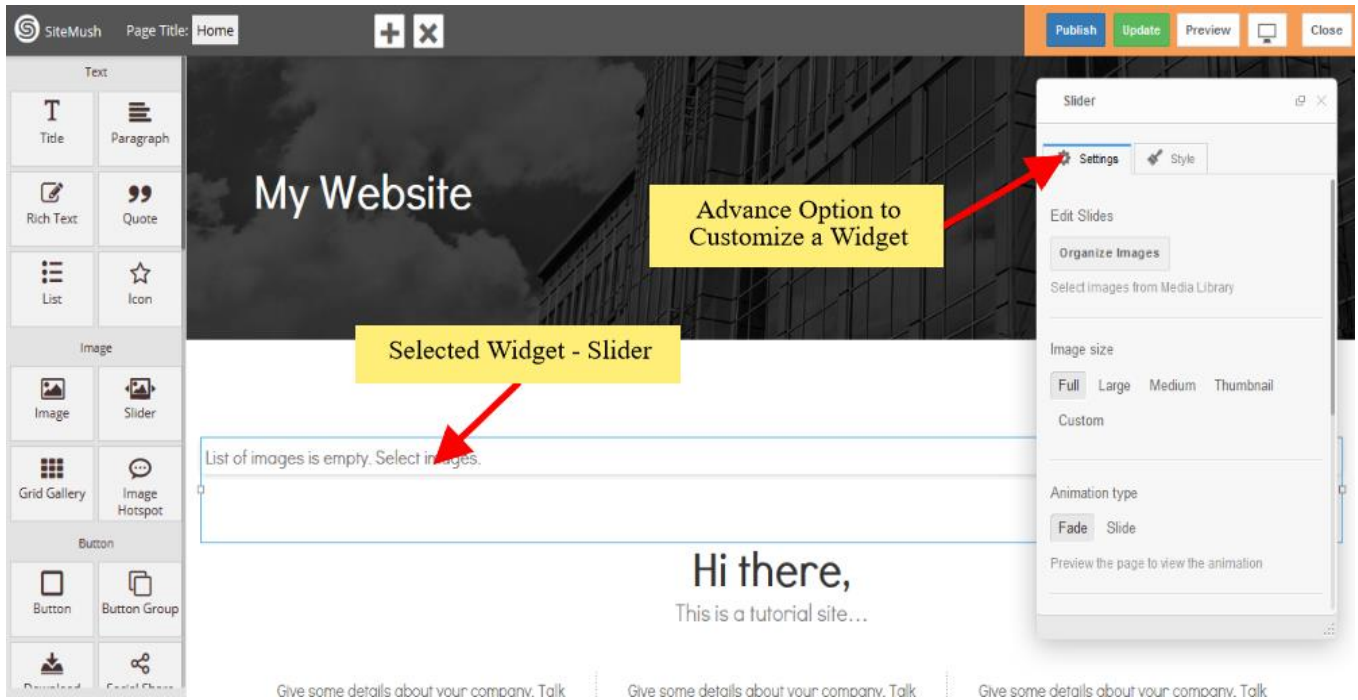 SiteMush
Page Title: Home
Publish
Update
Preview
Close
Text
Title
Paragraph
Rich Text
Quote
List
Icon
Image
Image
Slider
Grid Gallery
Image
Hotspot
Button
Button
Button Group
Download
Social Share
My Website
Advance Option to
Customize a Widget
Selected Widget - Slider
List of images is empty. Select images.
Hi there,
This is a tutorial site...
Give some details about your company. Talk
Give some details about your company. Talk
Give some details about your company. Talk
Slider
Settings
Style
Edit Slides
Organize Images
Select images from Media Library
Image size
Full Large Medium Thumbnail
Custom
Animation type
Fade Slide
Preview the page to view the animation